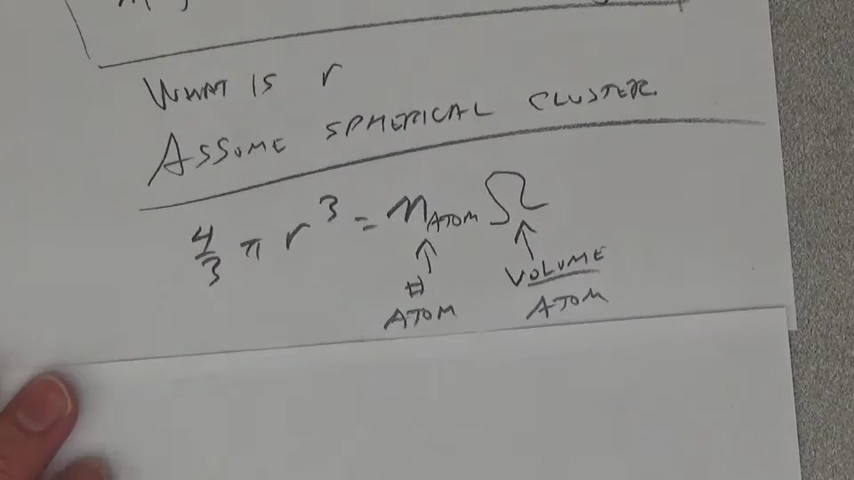 WHAT IS r
ASSUME SPHERICAL CLUSTER.
4/3 π r³ = n_ATOM Ω
↑ ↑
# VOLUME
ATOM ATOM